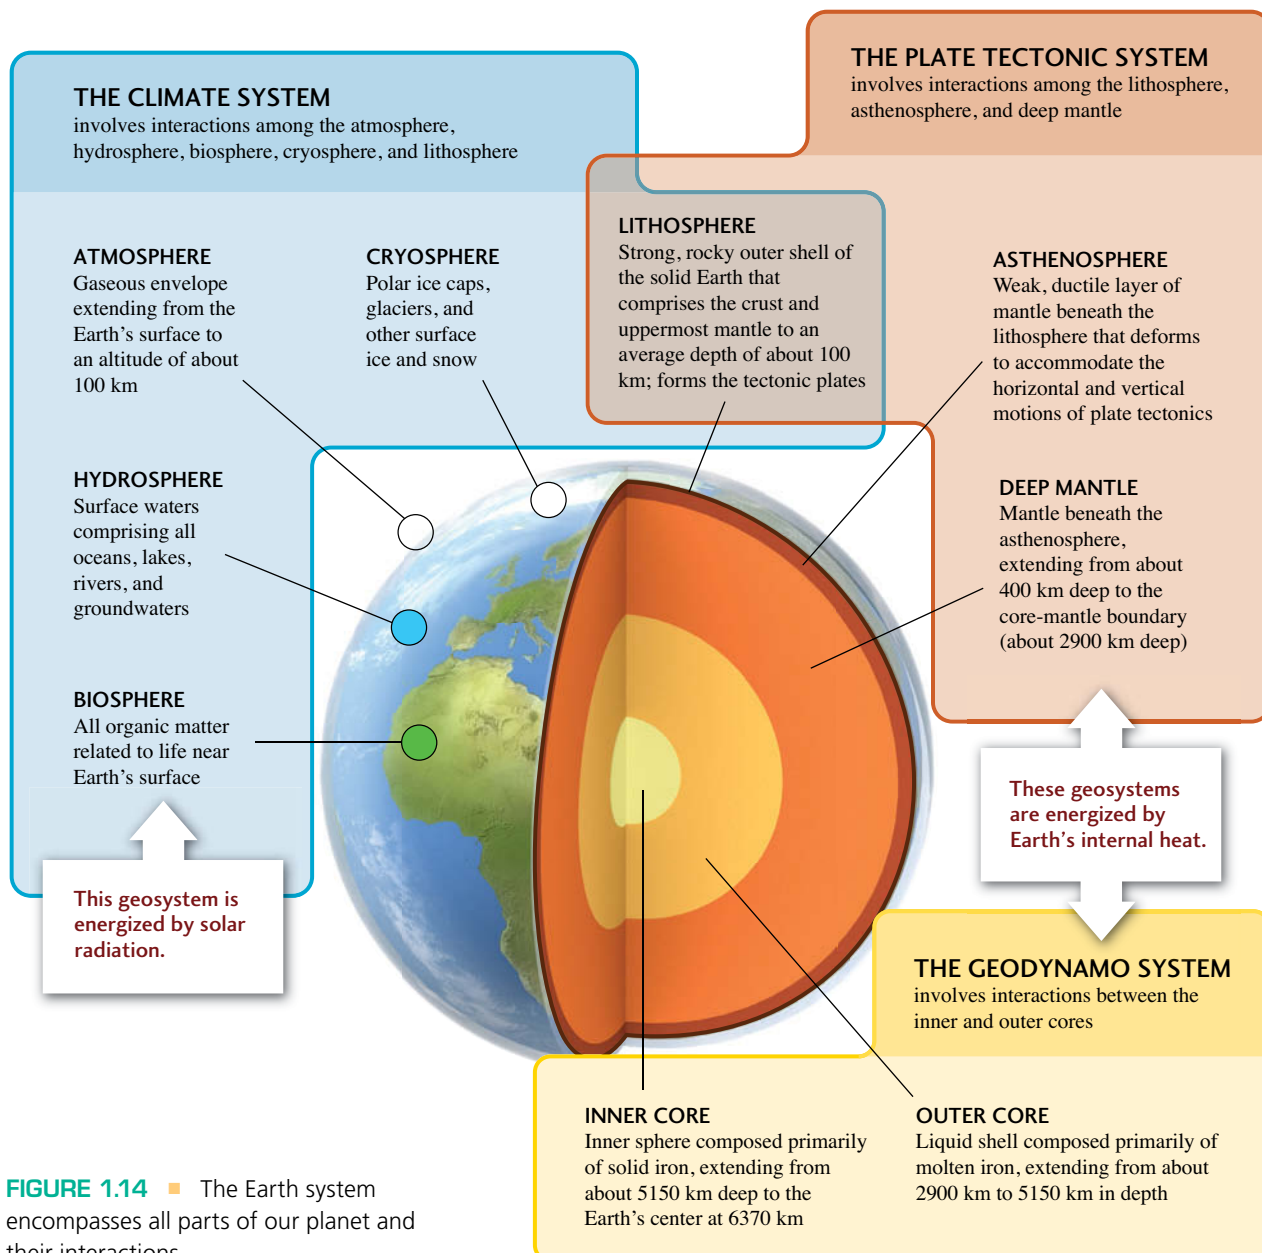 THE PLATE TECTONIC SYSTEM
involves interactions among the lithosphere,
asthenosphere, and deep mantle
THE CLIMATE SYSTEM
involves interactions among the atmosphere,
hydrosphere, biosphere, cryosphere, and lithosphere
LITHOSPHERE
Strong, rocky outer shell of
the solid Earth that
comprises the crust and
uppermost mantle to an
average depth of about 100
km; forms the tectonic plates
ATMOSPHERE
Gaseous envelope
extending from the
Earth's surface to
an altitude of about
100 km
CRYOSPHERE
Polar ice caps,
glaciers, and
other surface
ice and snow
ASTHENOSPHERE
Weak, ductile layer of
mantle beneath the
lithosphere that deforms
to accommodate the
horizontal and vertical
motions of plate tectonics
HYDROSPHERE
Surface waters
comprising all
oceans, lakes,
rivers, and
groundwaters
DEEP MANTLE
Mantle beneath the
asthenosphere,
extending from about
400 km deep to the
core-mantle boundary
(about 2900 km deep)
BIOSPHERE
All organic matter
related to life near
Earth's surface
These geosystems
are energized by
Earth's internal heat.
This geosystem is
energized by solar
radiation.
THE GEODYNAMO SYSTEM
involves interactions between the
inner and outer cores
INNER CORE
Inner sphere composed primarily
of solid iron, extending from
about 5150 km deep to the
Earth's center at 6370 km
OUTER CORE
Liquid shell composed primarily of
molten iron, extending from about
2900 km to 5150 km in depth
FIGURE 1.14 ■ The Earth system
encompasses all parts of our planet and
their interactions